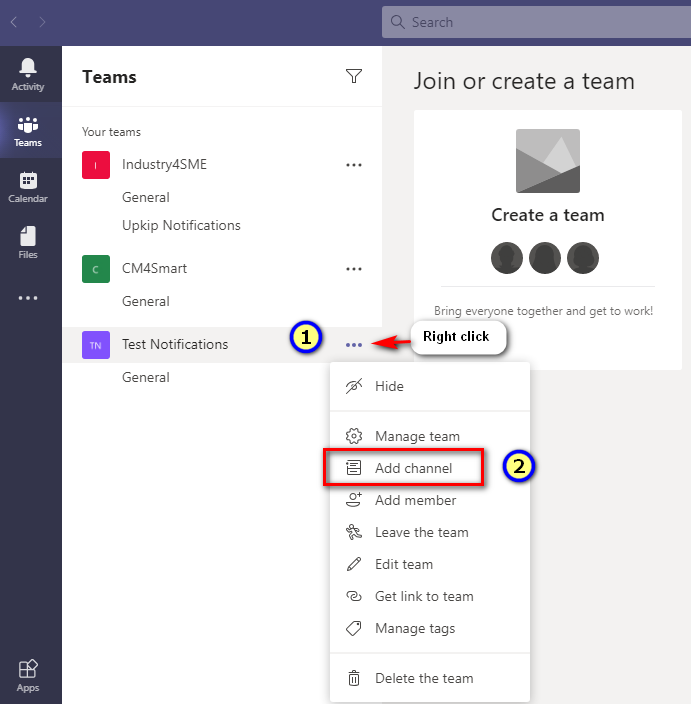 Search
Activity
Teams
Calendar
Files
Apps
Teams
Your teams
I
Industry4SME
General
Upkip Notifications
C
CM4Smart
General
TN
Test Notifications
1
Right click
General
Hide
Manage team
Add channel
2
Add member
Leave the team
Edit team
Get link to team
Manage tags
Delete the team
Join or create a team
Create a team
Bring everyone together and get to work!